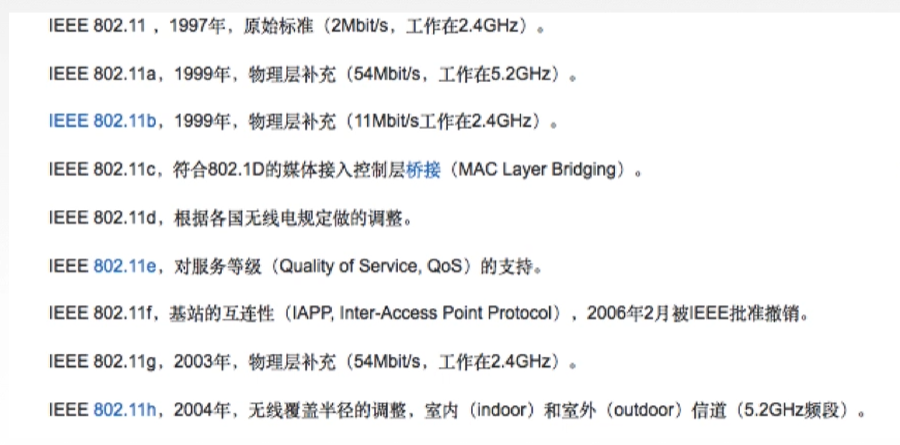 IEEE 802.11 ，1997年，原始标准（2Mbit/s，工作在2.4GHz）。
IEEE 802.11a，1999年，物理层补充（54Mbit/s，工作在5.2GHz）。
IEEE 802.11b，1999年，物理层补充（11Mbit/s工作在2.4GHz）。
IEEE 802.11c，符合802.1D的媒体接入控制层桥接（MAC Layer Bridging）。
IEEE 802.11d，根据各国无线电规定做的调整。
IEEE 802.11e，对服务等级（Quality of Service, QoS）的支持。
IEEE 802.11f，基站的互连性（IAPP, Inter-Access Point Protocol），2006年2月被IEEE批准撤销。
IEEE 802.11g，2003年，物理层补充（54Mbit/s，工作在2.4GHz）。
IEEE 802.11h，2004年，无线覆盖半径的调整，室内（indoor）和室外（outdoor）信道（5.2GHz频段）。